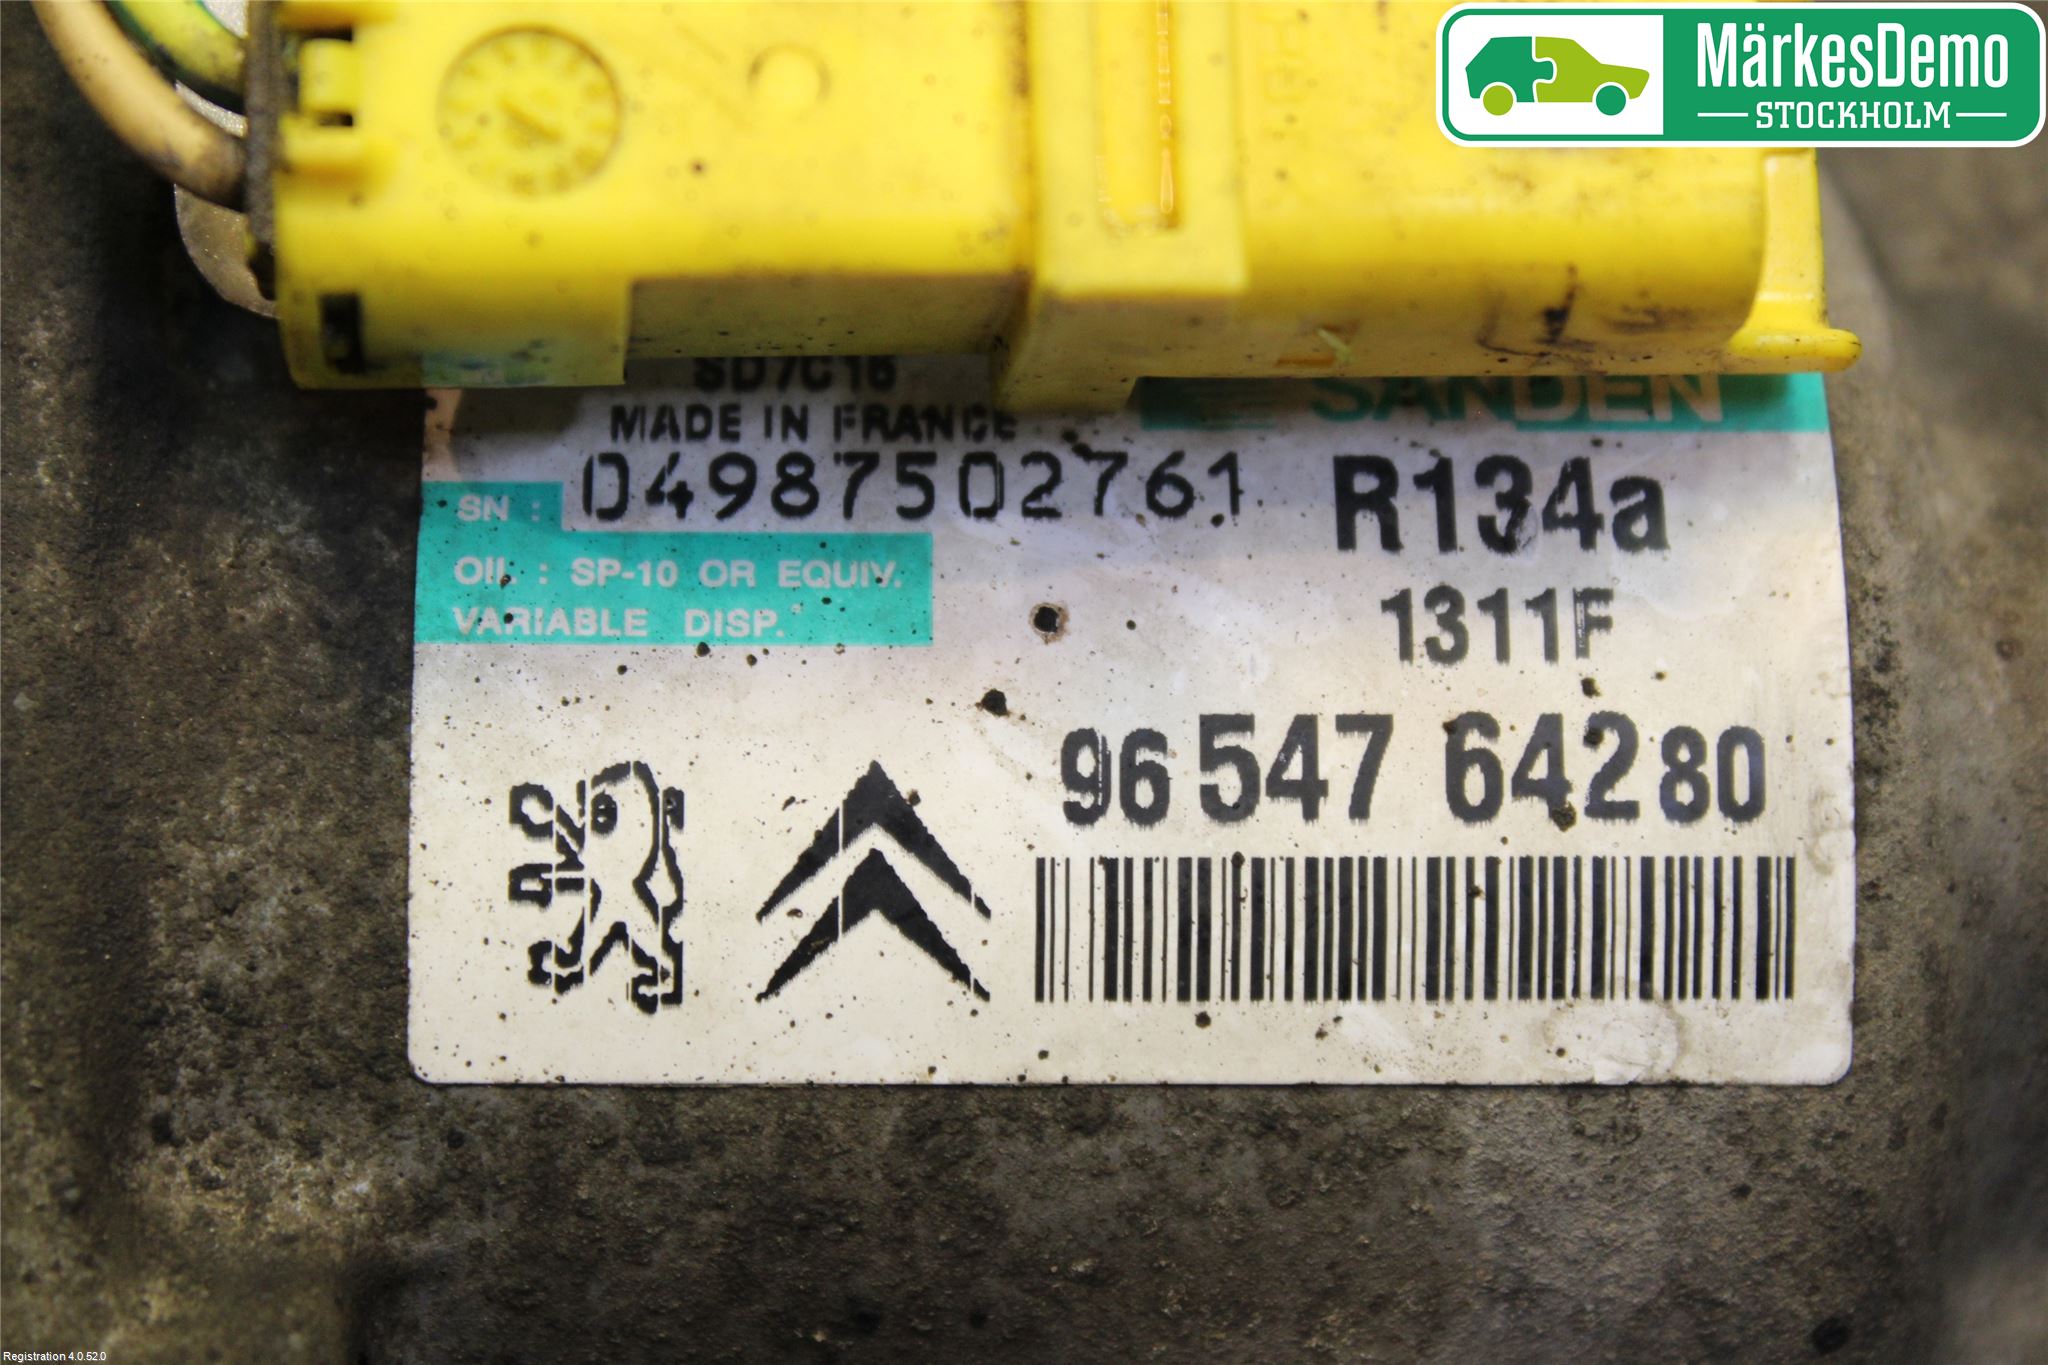 MärkesDemo
STOCKHOLM
SD7C16
SANDEN
MADE IN FRANCE
SN : 04987502761
R134a
OIL : SP-10 OR EQUIV.
VARIABLE DISP.
1311F
96 547 642 80
Registration 4.0.52.0